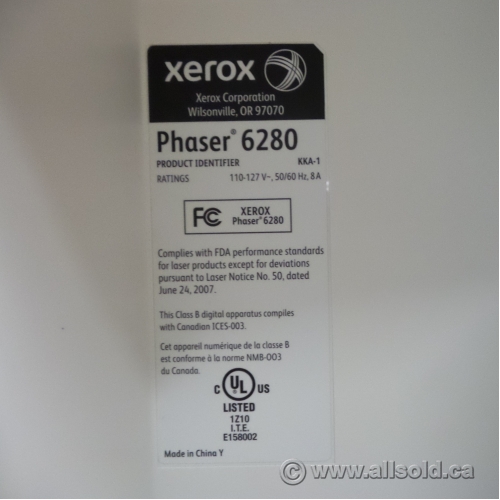 xerox
Xerox Corporation
Wilsonville, OR 97070
Phaser® 6280
PRODUCT IDENTIFIER KKA-1
RATINGS 110-127 V~, 50/60 Hz, 8A
FC XEROX
Phaser® 6280
Complies with FDA performance standards
for laser products except for deviations
pursuant to Laser Notice No. 50, dated
June 24, 2007.
This Class B digital apparatus complies
with Canadian ICES-003.
Cet appareil numérique de la classe B
est conforme à la norme NMB-003
du Canada.
C UL US
LISTED
1Z10
I.T.E.
E158002
Made in China Y
www.allsold.ca